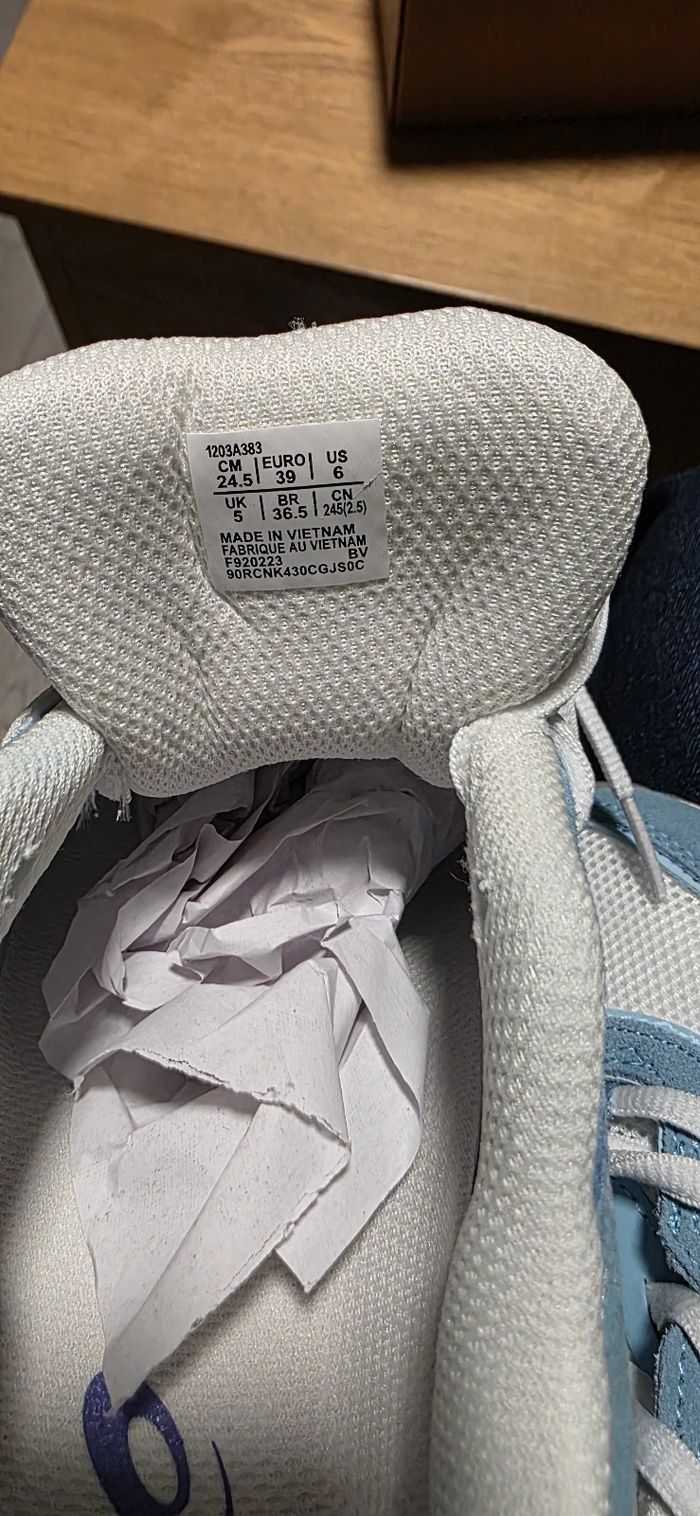 1203A383
CM | EURO | US
24.5 | 39 | 6
UK | BR | CN
5 | 36.5 | 245(2.5)
MADE IN VIETNAM
FABRIQUE AU VIETNAM
F920223 BV
90RCNK430CGJS0C